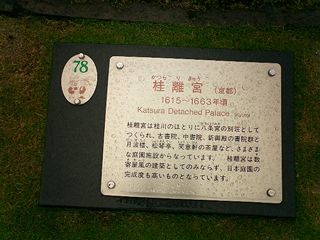 78
かつら り きゅう
桂 離 宮 (京都)
1615〜1663年頃
Katsura Detached Palace
桂離宮は桂川のほとりに八条宮の別荘として
つくられ、古書院、中書院、新御殿の書院群と
月波楼、松琴亭、笑意軒の茶屋など、さまざま
な庭園施設からなっています。 桂離宮は数
寄屋風の建築としてのみならず、日本庭園の
完成度も高いものとなっています。